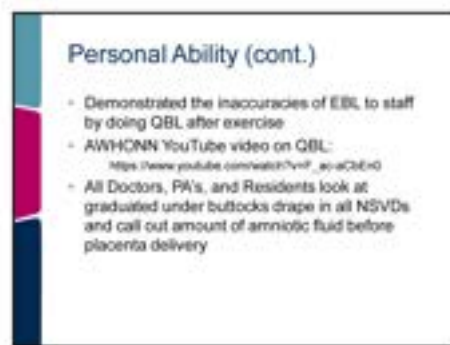 Personal Ability (cont.)
- Demonstrated the inaccuracies of EBL to staff
by doing QBL after exercise
- AWHONN YouTube video on QBL:
- All Doctors, PA's, and Residents look at
graduated under buttocks drape in all NSVDs
and call out amount of amniotic fluid before
placenta delivery